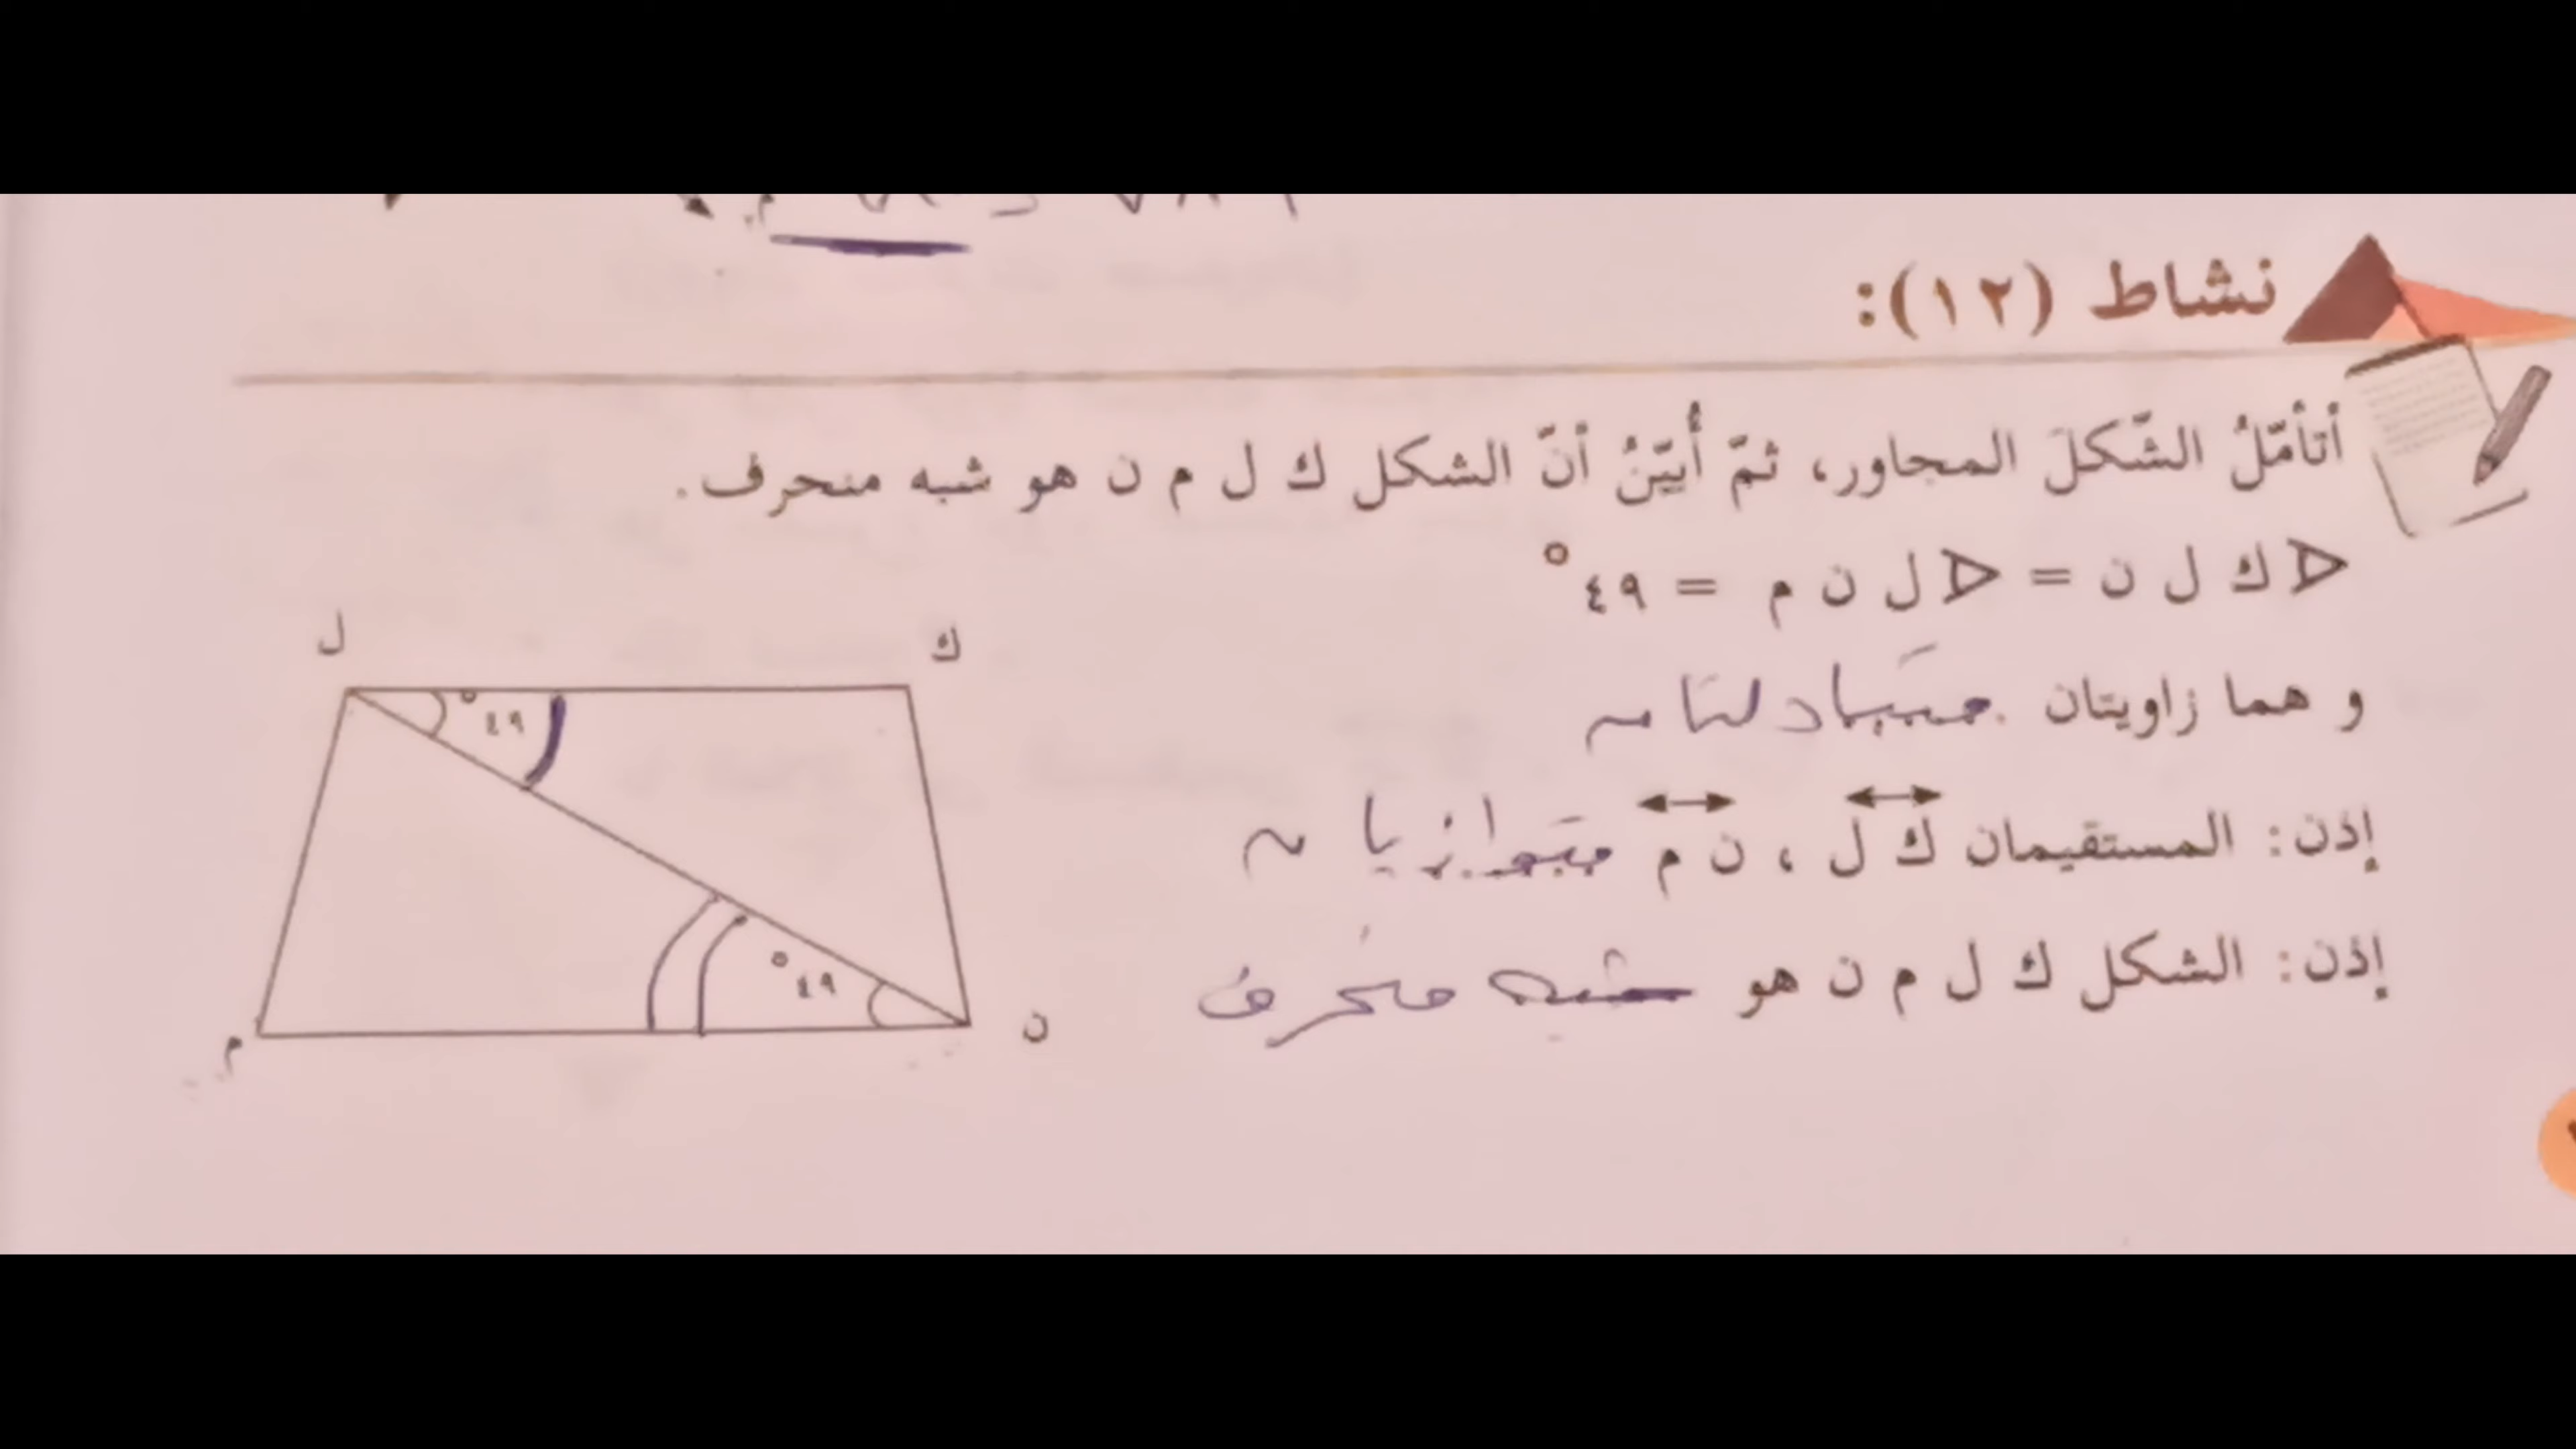 نشاط (١٢):
أتأمّلُ الشّكلَ المجاور، ثمّ أُبيّنُ أنّ الشكل ك ل م ن هو شبه منحرف.
∢ ك ل ن = ∢ ل ن م = ٤٩°
و هما زاويتان متبادلتان
إذن: المستقيمان ك ل ، ن م متوازيان
إذن: الشكل ك ل م ن هو شبه منحرف
ل
ك
٤٩°
٤٩°
م
ن